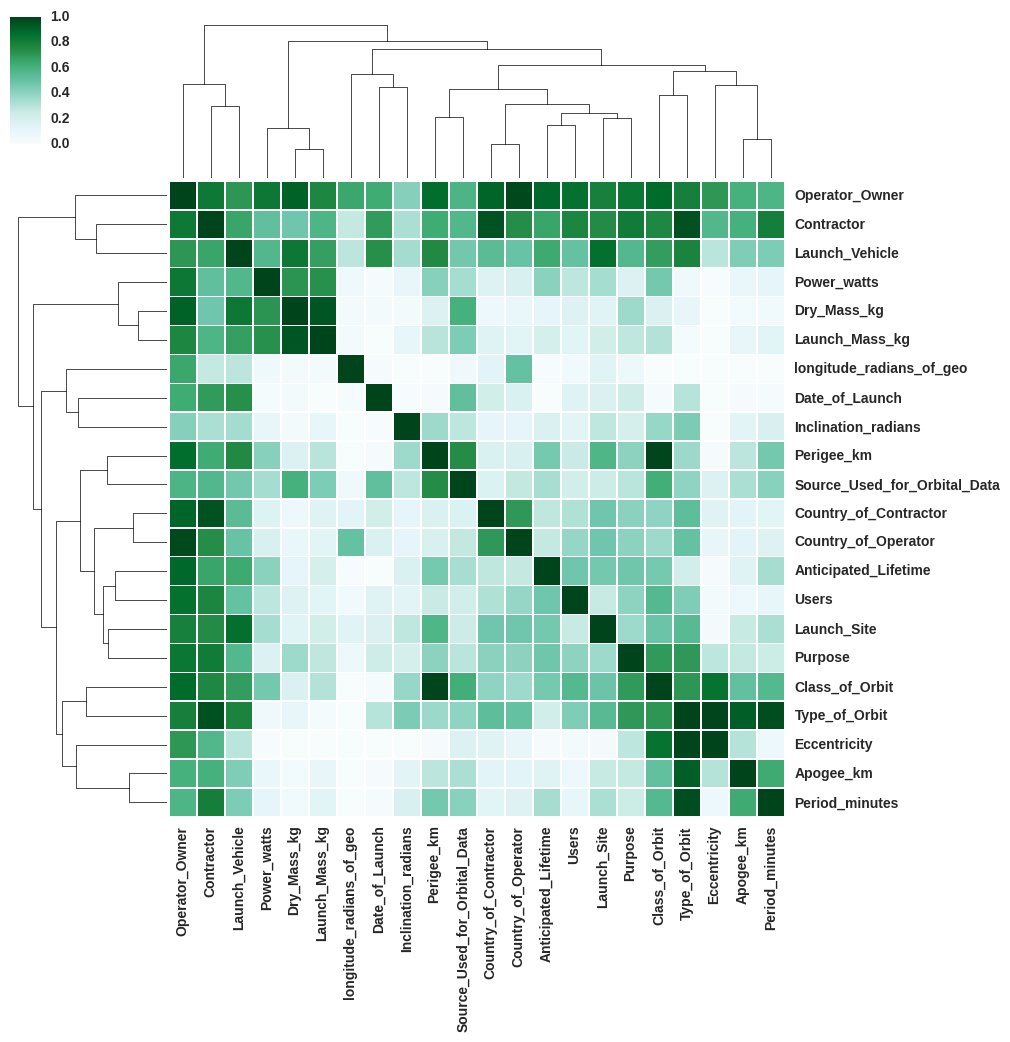 1.0
0.8
0.6
0.4
0.2
0.0
Operator_Owner
Contractor
Launch_Vehicle
Power_watts
Dry_Mass_kg
Launch_Mass_kg
longitude_radians_of_geo
Date_of_Launch
Inclination_radians
Perigee_km
Source_Used_for_Orbital_Data
Country_of_Contractor
Country_of_Operator
Anticipated_Lifetime
Users
Launch_Site
Purpose
Class_of_Orbit
Type_of_Orbit
Eccentricity
Apogee_km
Period_minutes
Operator_Owner
Contractor
Launch_Vehicle
Power_watts
Dry_Mass_kg
Launch_Mass_kg
longitude_radians_of_geo
Date_of_Launch
Inclination_radians
Perigee_km
Source_Used_for_Orbital_Data
Country_of_Contractor
Country_of_Operator
Anticipated_Lifetime
Users
Launch_Site
Purpose
Class_of_Orbit
Type_of_Orbit
Eccentricity
Apogee_km
Period_minutes